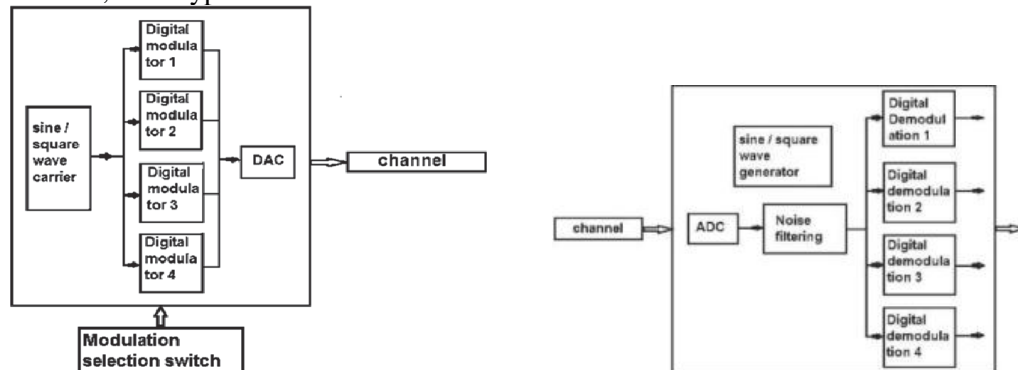 Digital
modula
tor 1
Digital
modula
tor 2
sine /
square
wave
carrier
DAC
channel
Digital
modula
tor 3
Digital
modula
tor 4
Modulation
selection switch
channel
ADC
sine / square
wave
generator
Noise
filtering
Digital
Demodul
ation 1
Digital
demodula
tion 2
Digital
demodula
tion 3
Digital
demodula
tion 4